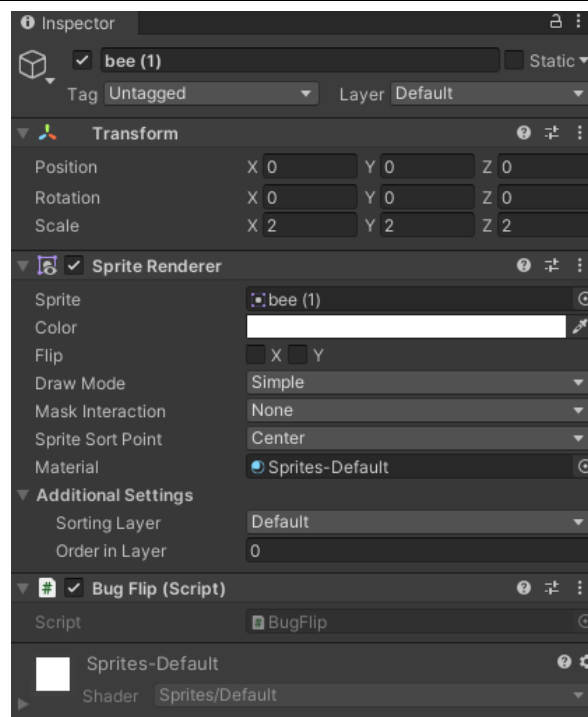 Inspector
bee (1) Static
Tag Untagged Layer Default
Transform
Position X 0 Y 0 Z 0
Rotation X 0 Y 0 Z 0
Scale X 2 Y 2 Z 2
Sprite Renderer
Sprite bee (1)
Color
Flip X Y
Draw Mode Simple
Mask Interaction None
Sprite Sort Point Center
Material Sprites-Default
Additional Settings
Sorting Layer Default
Order in Layer 0
# Bug Flip (Script)
Script # BugFlip
Sprites-Default
Shader Sprites/Default